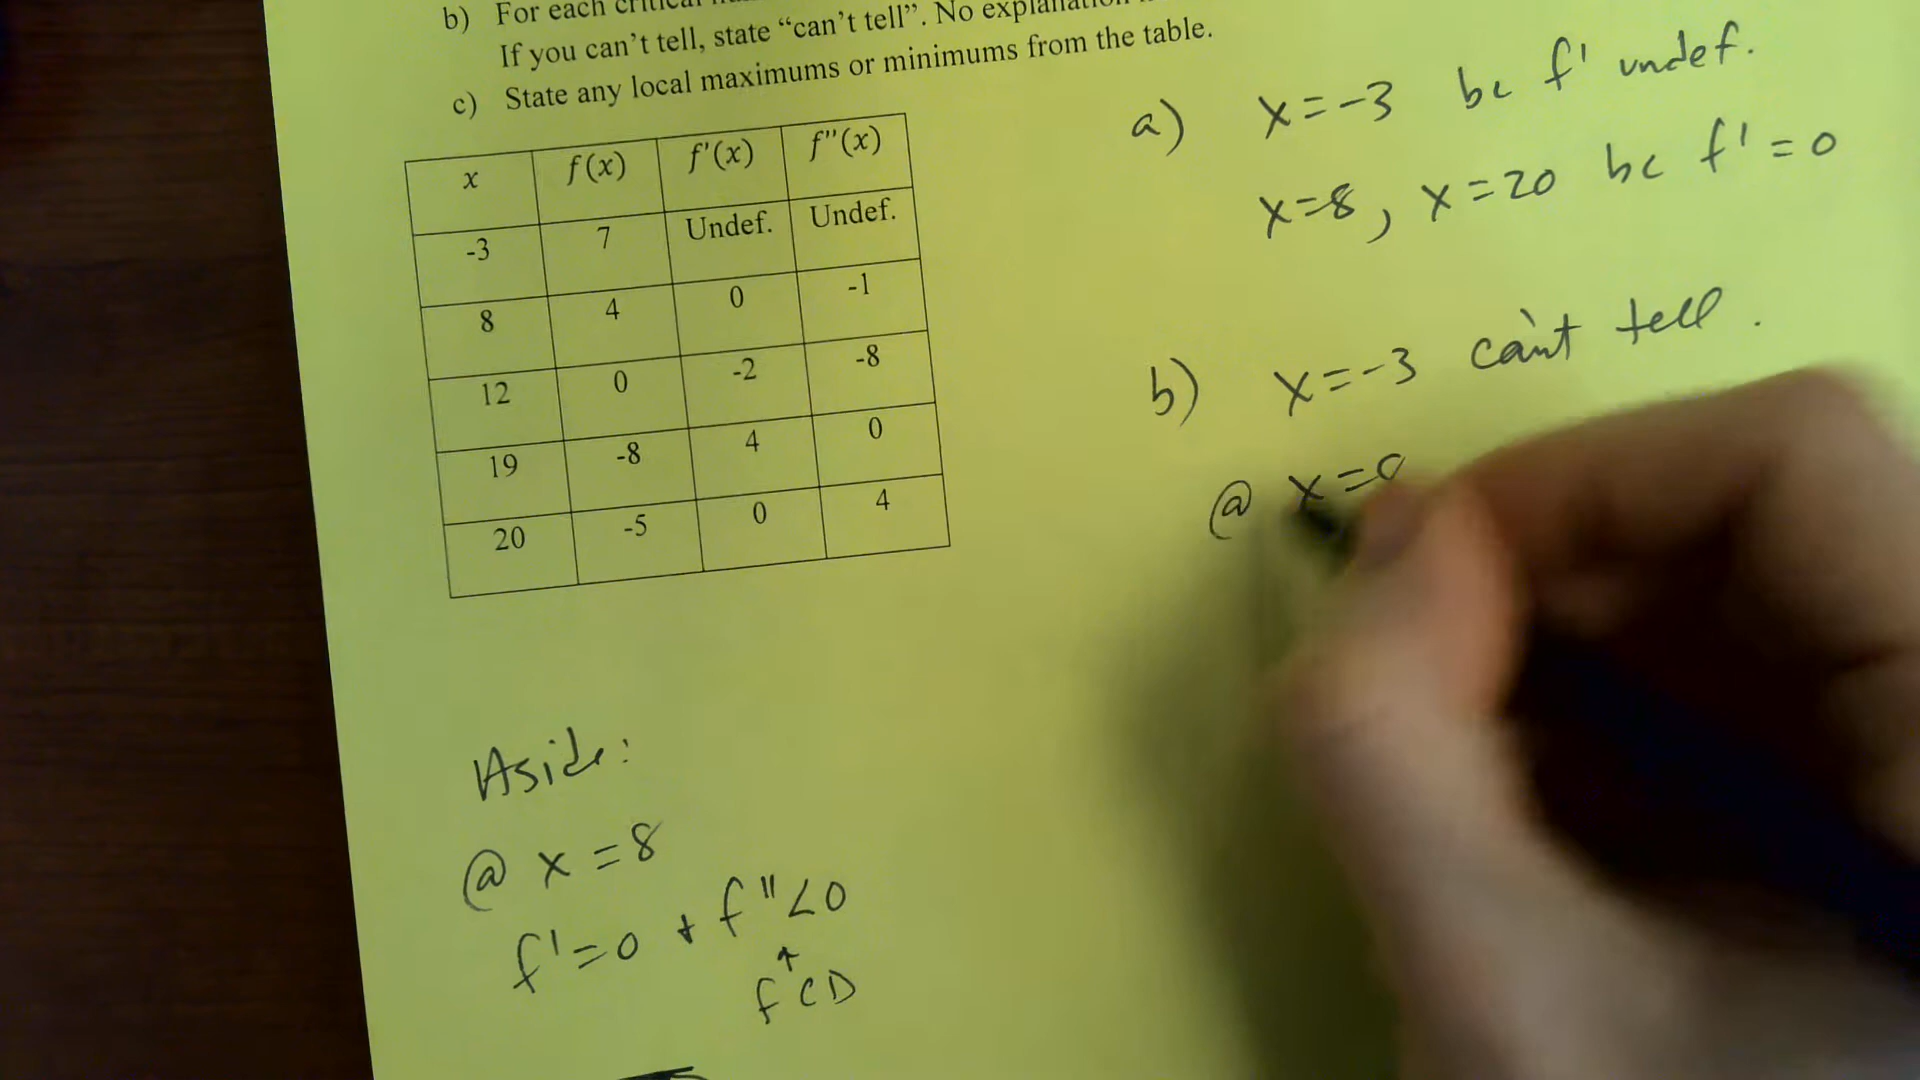 b) For each
If you can't tell, state “can't tell”. No explanation
c) State any local maximums or minimums from the table.
x f(x) f'(x) f"(x)
-3 7 Undef. Undef.
8 4 0 -1
12 0 -2 -8
19 -8 4 0
20 -5 0 4
a) x=-3 bc f' undef.
x=8, x=20 bc f'=0
b) x=-3 can't tell.
@ x=
Aside:
@ x=8
f'=0 + f"<0
↑
f CD